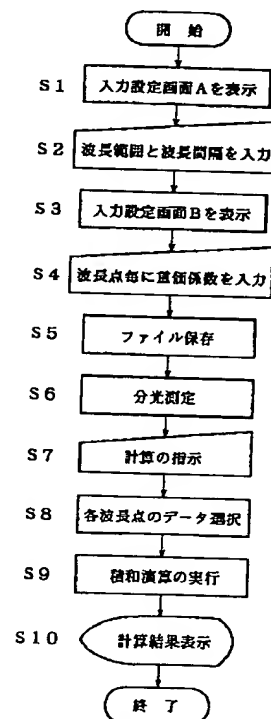 開 始
S1 入力設定画面Aを表示
S2 波長範囲と波長間隔を入力
S3 入力設定画面Bを表示
S4 波長点毎に重価係数を入力
S5 ファイル保存
S6 分光測定
S7 計算の指示
S8 各波長点のデータ選択
S9 積和演算の実行
S10 計算結果表示
終 了